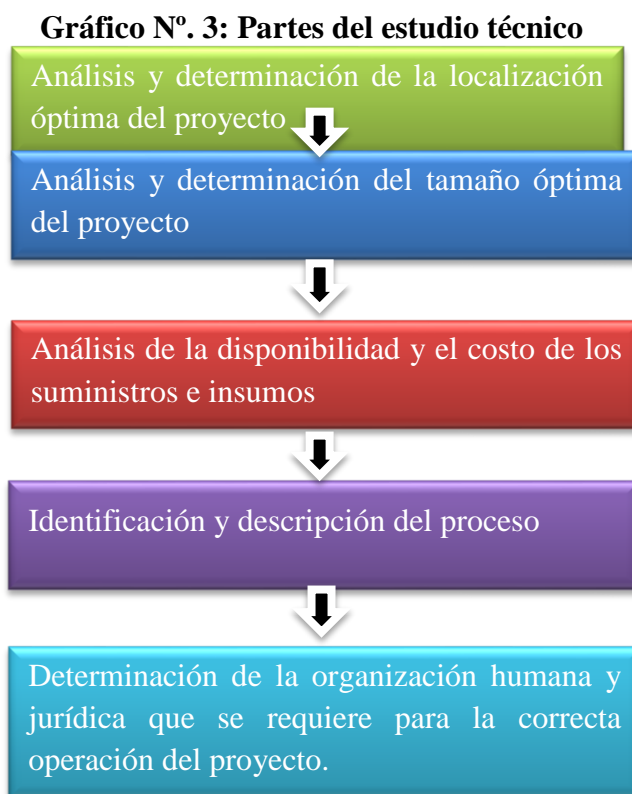 Gráfico Nº. 3: Partes del estudio técnico
Análisis y determinación de la localización
óptima del proyecto
Análisis y determinación del tamaño óptima
del proyecto
Análisis de la disponibilidad y el costo de los
suministros e insumos
Identificación y descripción del proceso
Determinación de la organización humana y
jurídica que se requiere para la correcta
operación del proyecto.